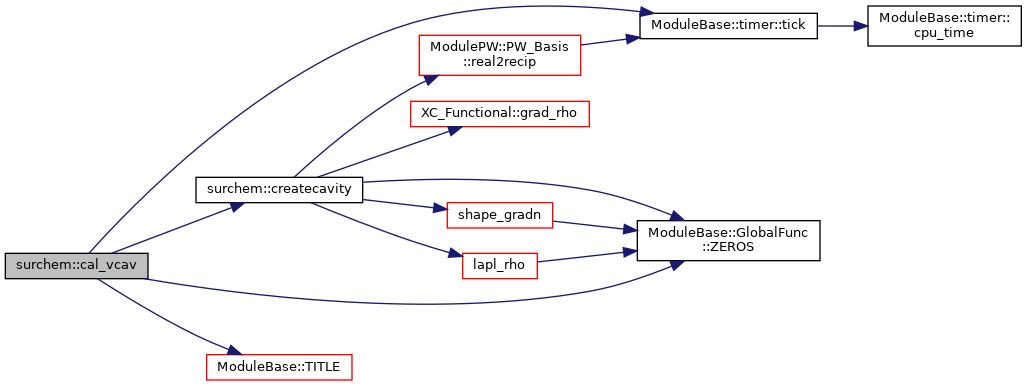 ModuleBase::timer::tick
ModuleBase::timer::
cpu_time
ModulePW::PW_Basis
::real2recip
XC_Functional::grad_rho
surchem::createcavity
shape_gradn
ModuleBase::GlobalFunc
::ZEROS
surchem::cal_vcav
lapl_rho
ModuleBase::TITLE